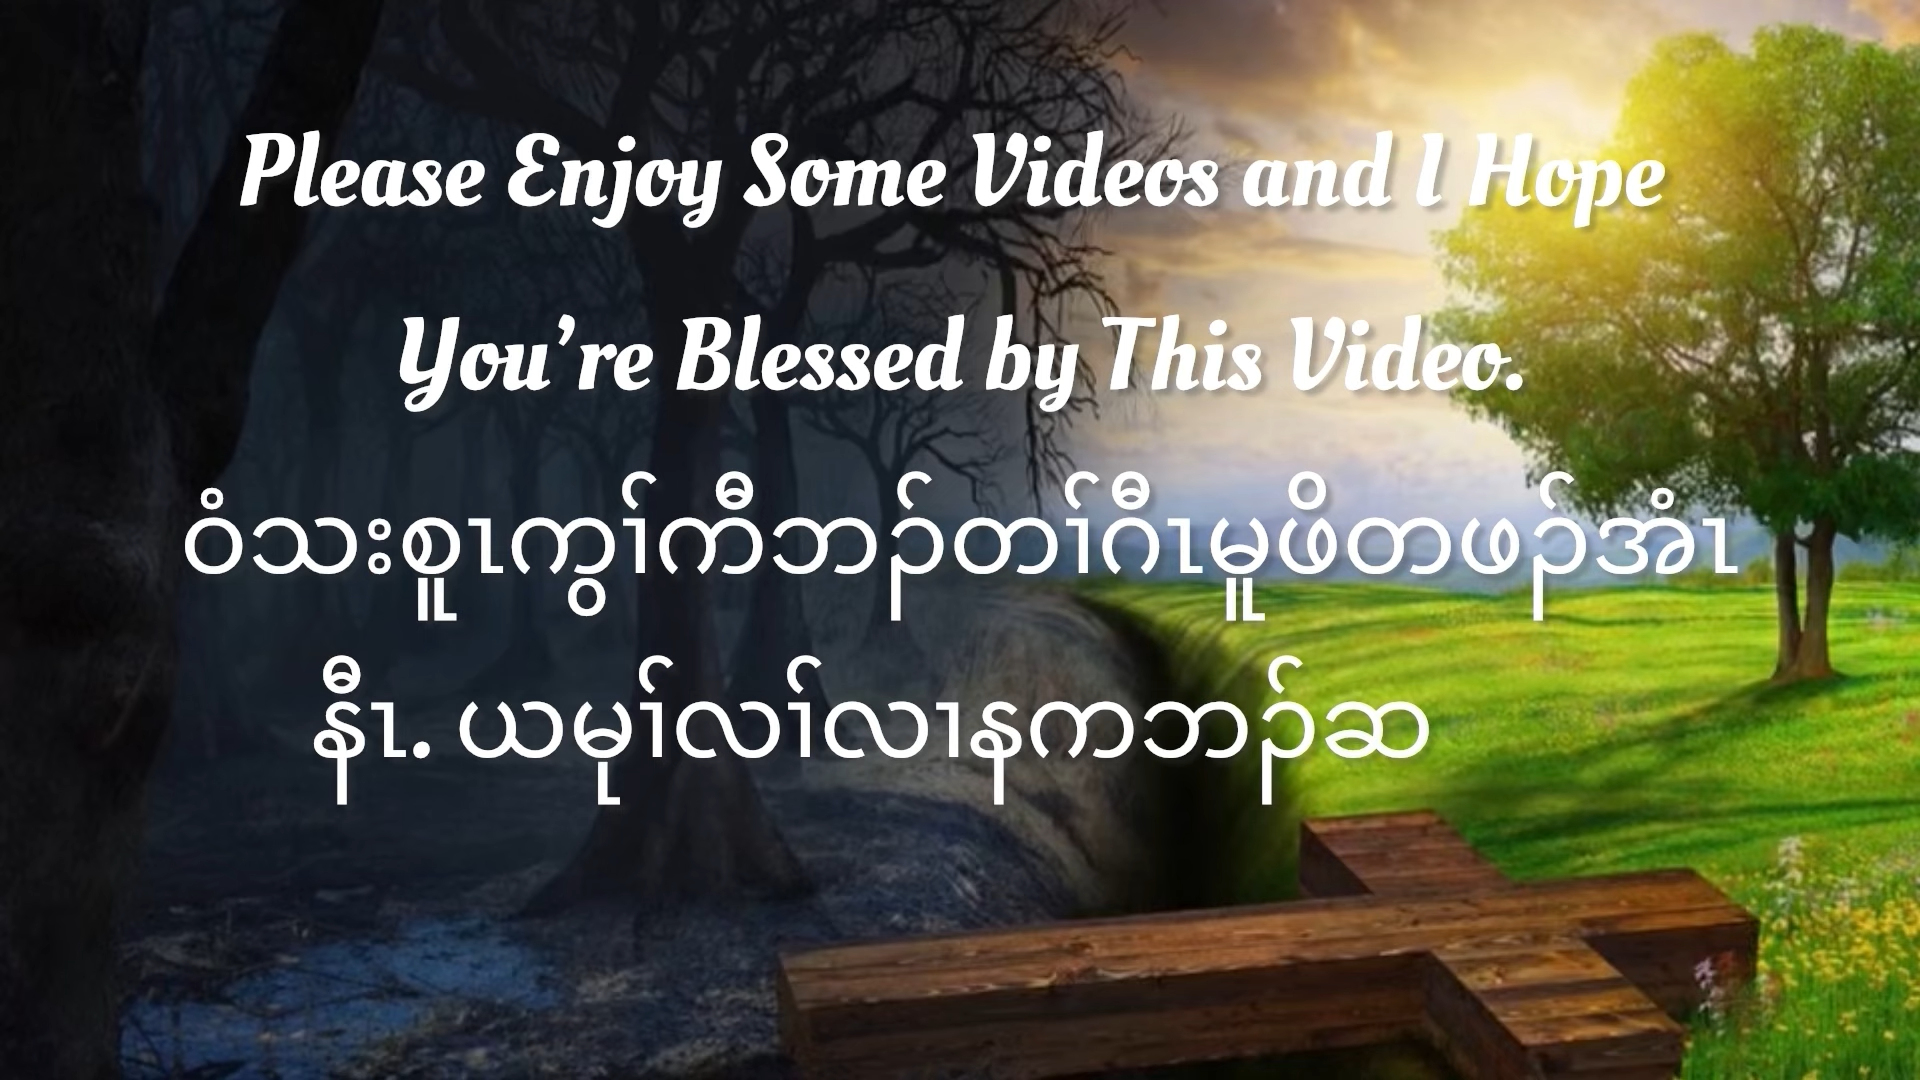 Please Enjoy Some Videos and I Hope
You’re Blessed by This Video.
ဝံသးစူၤကွၢ်ကီဘၣ်တၢ်ဂီၤမူဖိတဖၣ်အံၤ
နီၤ. ယမုၢ်လၢ်လၢနကဘၣ်ဆ